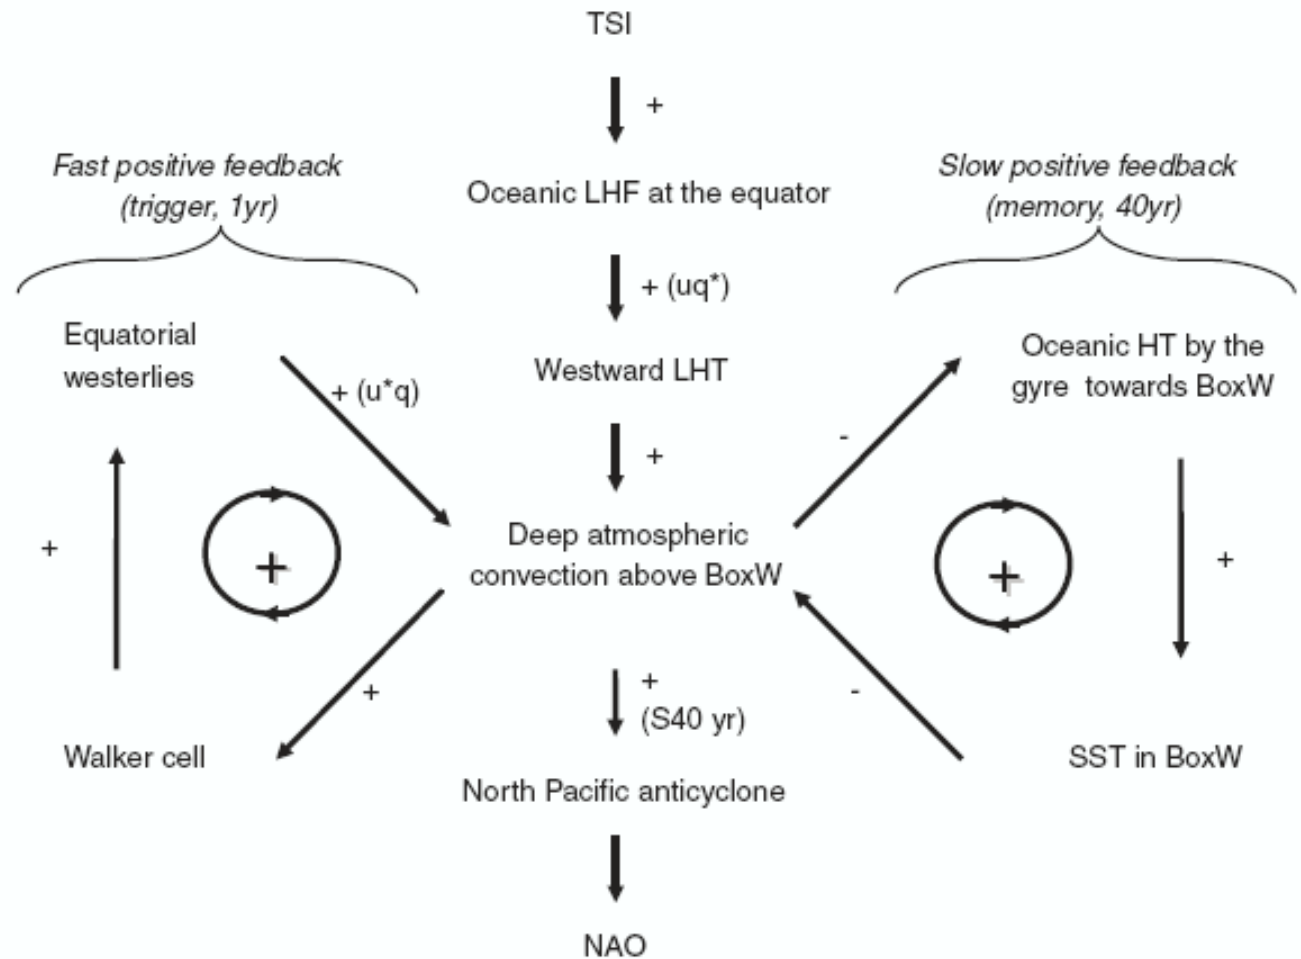 TSI
+
Fast positive feedback
(trigger, 1yr)
Oceanic LHF at the equator
Slow positive feedback
(memory, 40yr)
+ (uq*)
Equatorial
westerlies
+ (u*q)
Westward LHT
Oceanic HT by the
gyre towards BoxW
-
+
+
+
Deep atmospheric
convection above BoxW
+
+
+
+
+
(S40 yr)
-
Walker cell
SST in BoxW
North Pacific anticyclone
NAO